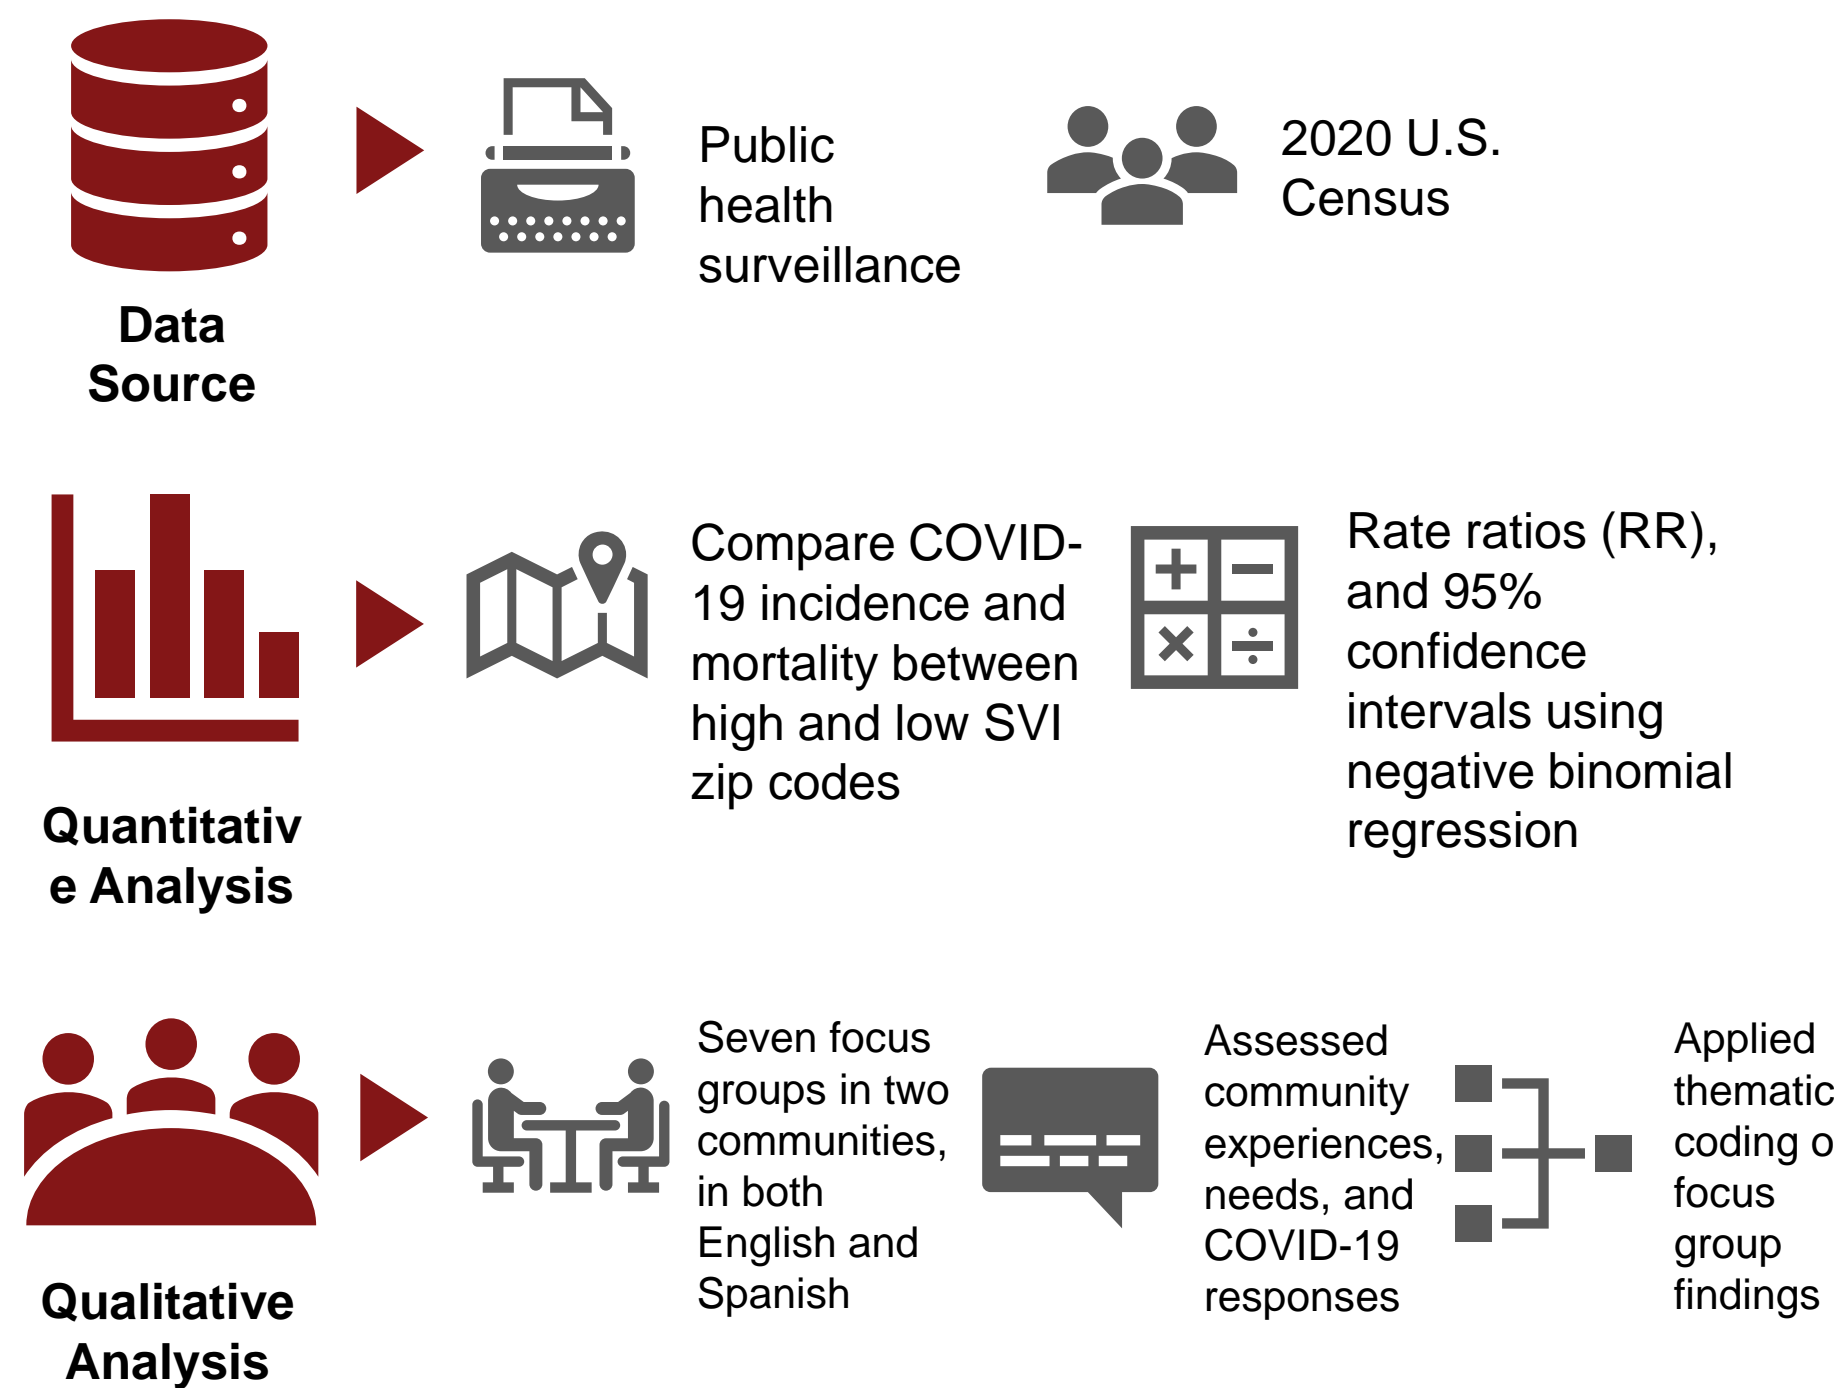 Data
Source
Public
health
surveillance
2020 U.S.
Census
Quantitativ
e Analysis
Compare COVID-
19 incidence and
mortality between
high and low SVI
zip codes
Rate ratios (RR),
and 95%
confidence
intervals using
negative binomial
regression
Qualitative
Analysis
Seven focus
groups in two
communities,
in both
English and
Spanish
Assessed
community
experiences,
needs, and
COVID-19
responses
Applied
thematic
coding o
focus
group
findings